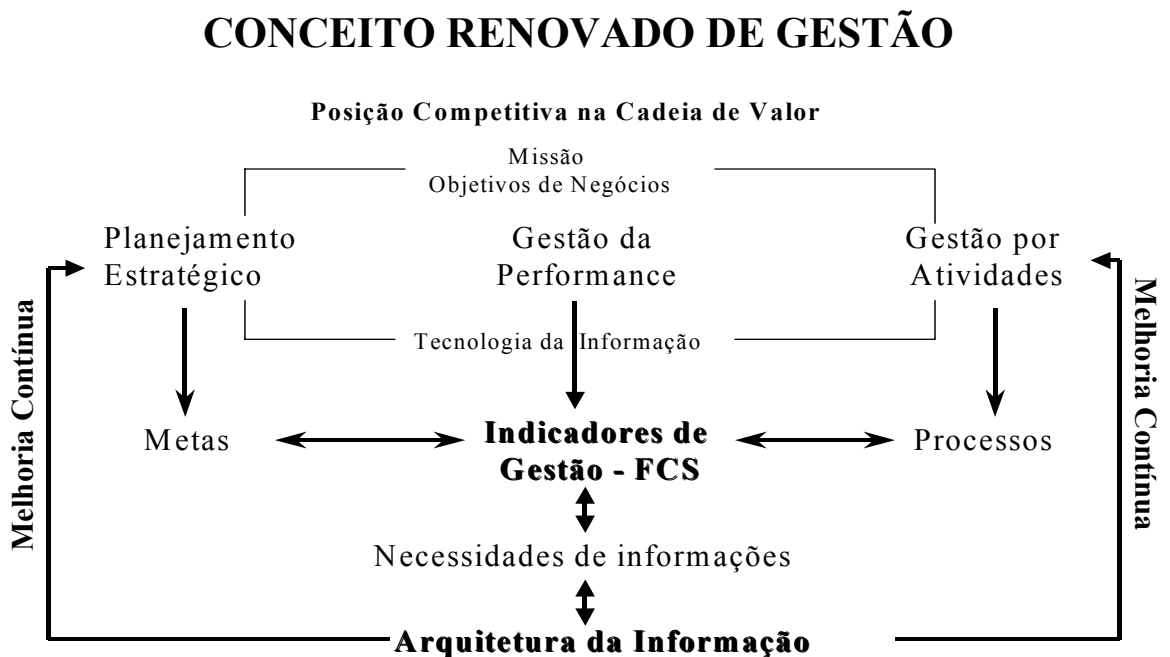 CONCEITO RENOVADO DE GESTÃO
Posição Competitiva na Cadeia de Valor
Missão
Objetivos de Negócios
Planejamento
Estratégico
Gestão da
Performance
Gestão por
Atividades
Tecnologia da Informação
Melhoria Contínua
Melhoria Contínua
Metas
Indicadores de
Gestão - FCS
Processos
Necessidades de informações
Arquitetura da Informação